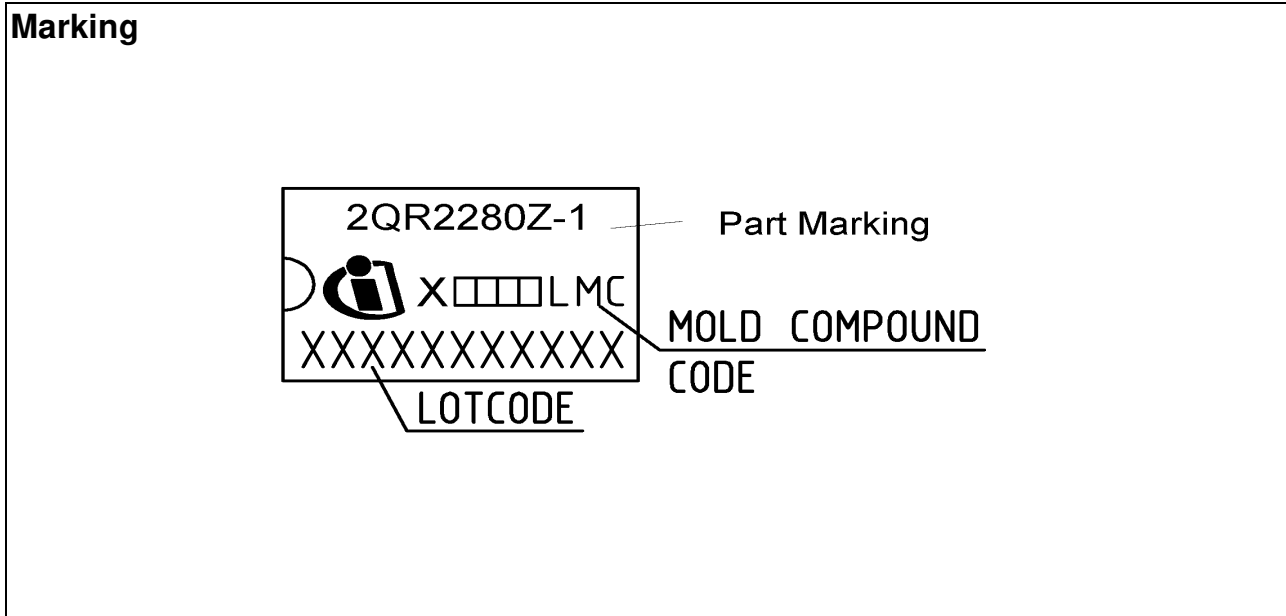 Marking
2QR2280Z-1
Part Marking
X□□□□LMC
MOLD COMPOUND
CODE
XXXXXXXXXXX
LOTCODE